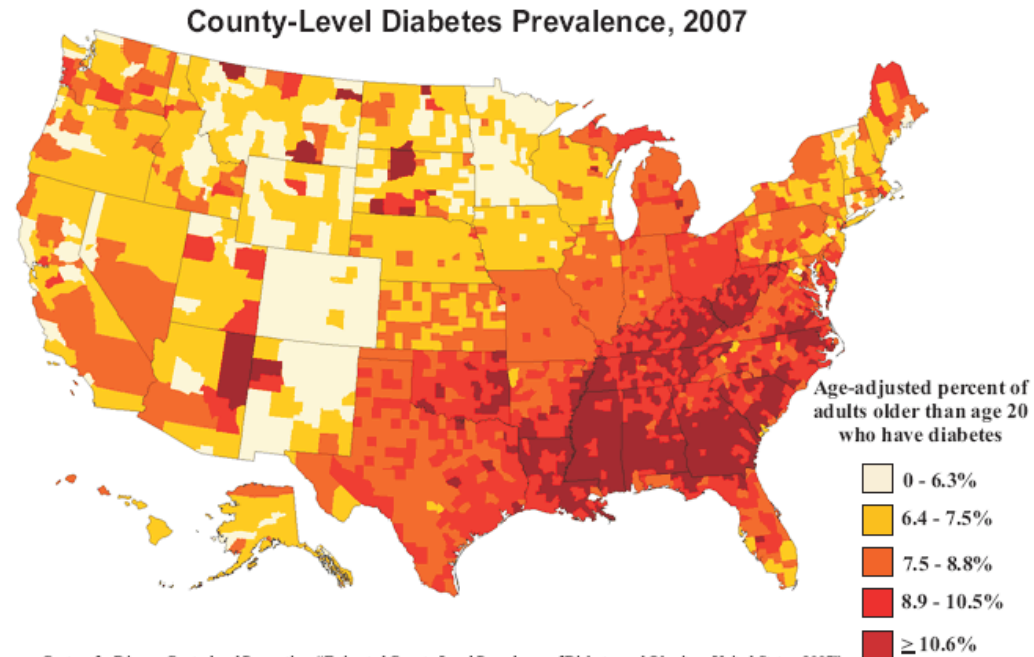 County-Level Diabetes Prevalence, 2007
Age-adjusted percent of
adults older than age 20
who have diabetes
0 - 6.3%
6.4 - 7.5%
7.5 - 8.8%
8.9 - 10.5%
≥ 10.6%